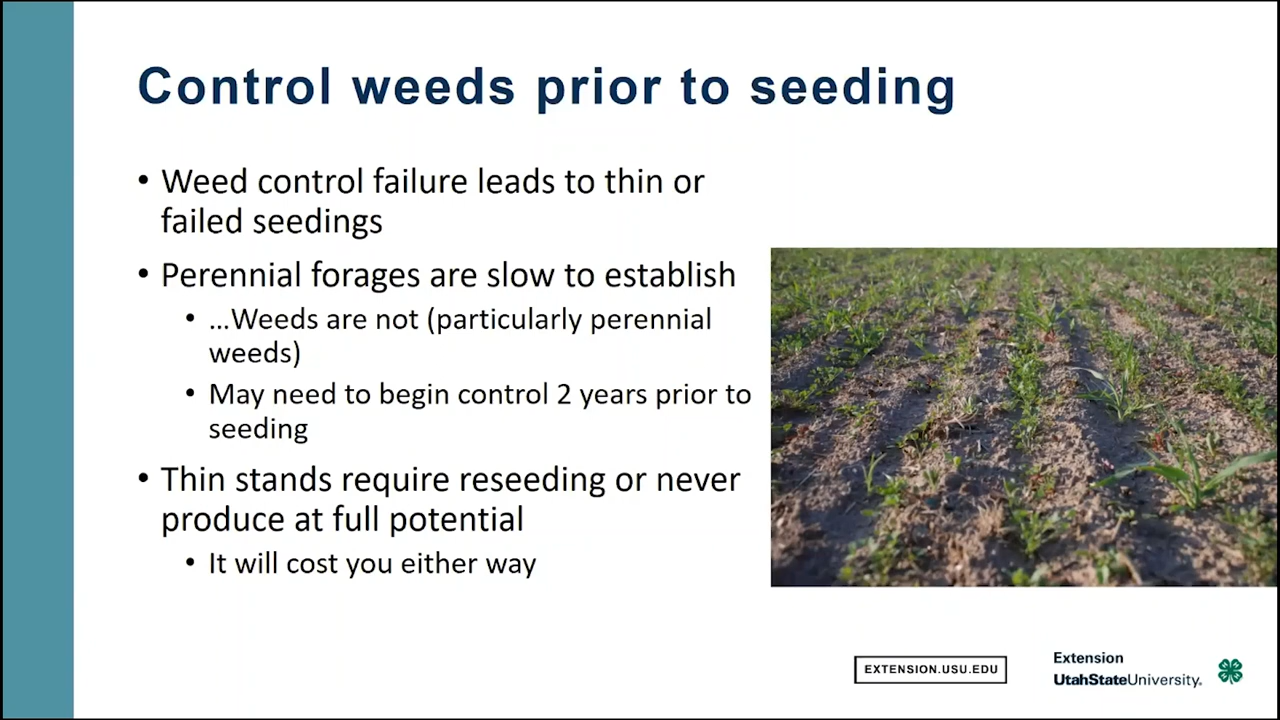 Control weeds prior to seeding
• Weed control failure leads to thin or
failed seedings
• Perennial forages are slow to establish
• ...Weeds are not (particularly perennial
weeds)
• May need to begin control 2 years prior to
seeding
• Thin stands require reseeding or never
produce at full potential
• It will cost you either way
EXTENSION.USU.EDU
Extension
UtahStateUniversity.